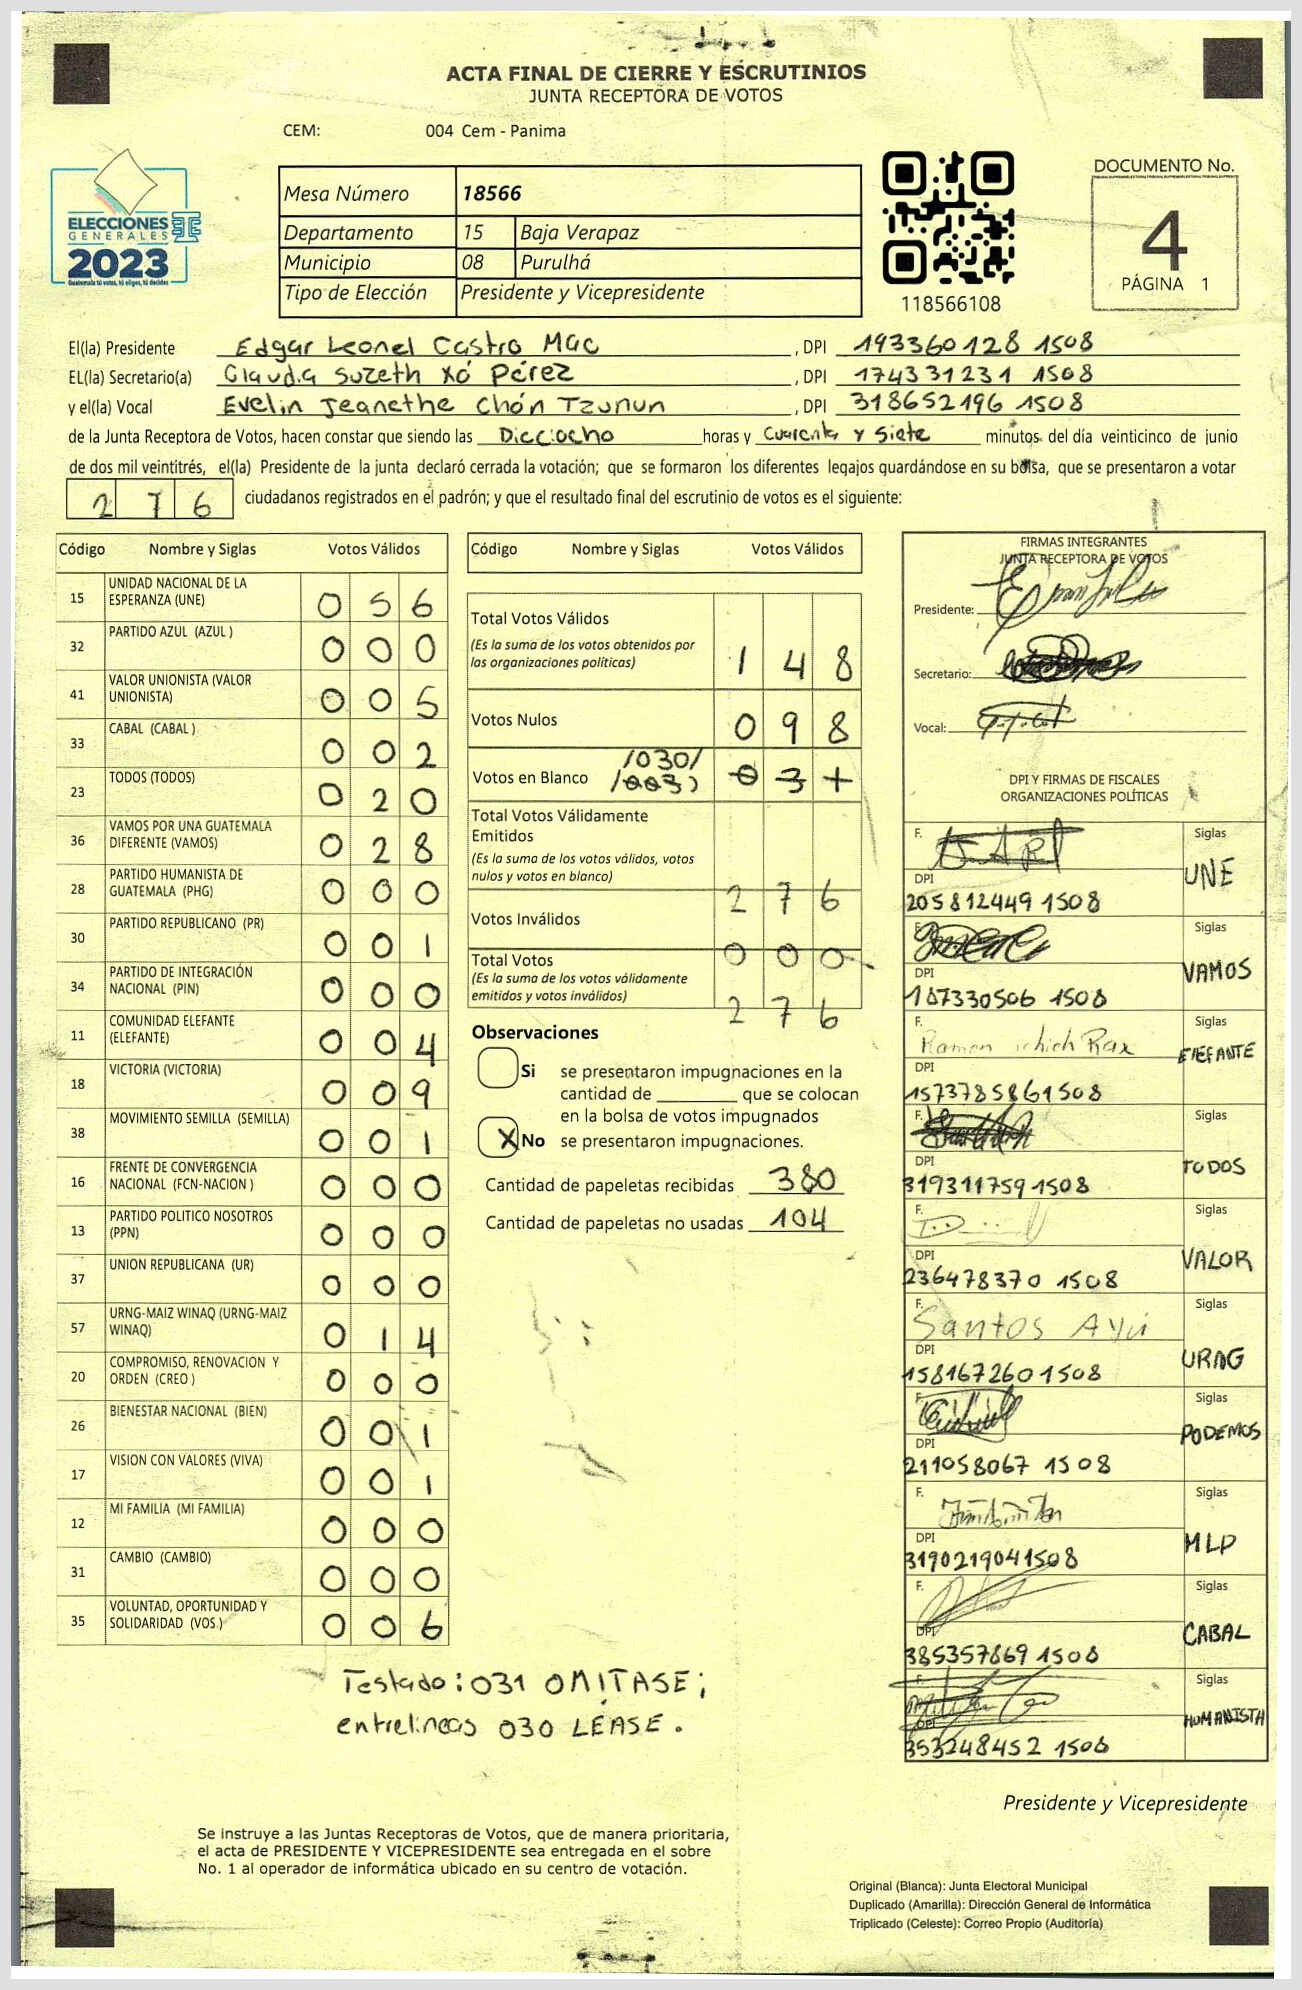 ACTA FINAL DE CIERRE Y ESCRUTINIOS
JUNTA RECEPTORA DE VOTOS
CEM: 004 Cem - Panima
ELECCIONES
GENERALES
2023
Guatemala tú votas, tú eliges, tú decides
Mesa Número 18566
Departamento 15 Baja Verapaz
Municipio 08 Purulhá
Tipo de Elección Presidente y Vicepresidente
118566108
DOCUMENTO No.
4
PÁGINA 1
El(la) Presidente Edgar Leonel Castro Mac , DPI 193360128 1508
EL(la) Secretario(a) Claudia Suzeth Xó Pérez , DPI 174331231 1508
y el(la) Vocal Evelin Jeanethe Chón Tzunun , DPI 318652196 1508
de la Junta Receptora de Votos, hacen constar que siendo las Dieciocho horas y Cuarenta y Siete minutos del día veinticinco de junio
de dos mil veintitrés, el(la) Presidente de la junta declaró cerrada la votación; que se formaron los diferentes legajos guardándose en su bolsa, que se presentaron a votar
276 ciudadanos registrados en el padrón; y que el resultado final del escrutinio de votos es el siguiente:
Código Nombre y Siglas Votos Válidos
15 UNIDAD NACIONAL DE LA ESPERANZA (UNE) 0 5 6
32 PARTIDO AZUL (AZUL ) 0 0 0
41 VALOR UNIONISTA (VALOR UNIONISTA) 0 0 5
33 CABAL (CABAL ) 0 0 2
23 TODOS (TODOS) 0 2 0
36 VAMOS POR UNA GUATEMALA DIFERENTE (VAMOS) 0 2 8
28 PARTIDO HUMANISTA DE GUATEMALA (PHG) 0 0 0
30 PARTIDO REPUBLICANO (PR) 0 0 1
34 PARTIDO DE INTEGRACIÓN NACIONAL (PIN) 0 0 0
11 COMUNIDAD ELEFANTE (ELEFANTE) 0 0 4
18 VICTORIA (VICTORIA) 0 0 9
38 MOVIMIENTO SEMILLA (SEMILLA) 0 0 1
16 FRENTE DE CONVERGENCIA NACIONAL (FCN-NACION ) 0 0 0
13 PARTIDO POLITICO NOSOTROS (PPN) 0 0 0
37 UNION REPUBLICANA (UR) 0 0 0
57 URNG-MAIZ WINAQ (URNG-MAIZ WINAQ) 0 1 4
20 COMPROMISO, RENOVACION Y ORDEN (CREO ) 0 0 0
26 BIENESTAR NACIONAL (BIEN) 0 0 1
17 VISION CON VALORES (VIVA) 0 0 1
12 MI FAMILIA (MI FAMILIA) 0 0 0
31 CAMBIO (CAMBIO) 0 0 0
35 VOLUNTAD, OPORTUNIDAD Y SOLIDARIDAD (VOS.) 0 0 6
Testado: 031 OMITASE;
entrelineas 030 LÉASE.
Código Nombre y Siglas Votos Válidos
Total Votos Válidos
(Es la suma de los votos obtenidos por
las organizaciones políticas) 1 4 8
Votos Nulos 0 9 8
/030/
Votos en Blanco /003/ 0 3 1
Total Votos Válidamente
Emitidos
(Es la suma de los votos válidos, votos
nulos y votos en blanco) 2 7 6
Votos Inválidos 0 0 0
Total Votos
(Es la suma de los votos válidamente
emitidos y votos inválidos) 2 7 6
Observaciones
Si se presentaron impugnaciones en la
cantidad de ________ que se colocan
en la bolsa de votos impugnados
X No se presentaron impugnaciones.
Cantidad de papeletas recibidas 380
Cantidad de papeletas no usadas 104
FIRMAS INTEGRANTES
JUNTA RECEPTORA DE VOTOS
Presidente:
Secretario:
Vocal:
DPI Y FIRMAS DE FISCALES
ORGANIZACIONES POLÍTICAS
F. Siglas
DPI UNE
205812449 1508
F. Siglas
DPI VAMOS
187330506 1508
F. Ramon Ichich Rax Siglas
DPI ELEFANTE
157378586 1508
F. Siglas
DPI TODOS
319311759 1508
F. Siglas
DPI VALOR
236478370 1508
F. Santos Ayú Siglas
DPI URNG
158167260 1508
F. Siglas
DPI PODEMOS
211058067 1508
F. Siglas
DPI MLP
319021904 1508
F. Siglas
DPI CABAL
385357869 1508
F. Siglas
DPI HUMANISTA
353248452 1508
Presidente y Vicepresidente
Se instruye a las Juntas Receptoras de Votos, que de manera prioritaria,
el acta de PRESIDENTE Y VICEPRESIDENTE sea entregada en el sobre
No. 1 al operador de informática ubicado en su centro de votación.
Original (Blanca): Junta Electoral Municipal
Duplicado (Amarilla): Dirección General de Informática
Triplicado (Celeste): Correo Propio (Auditoría)